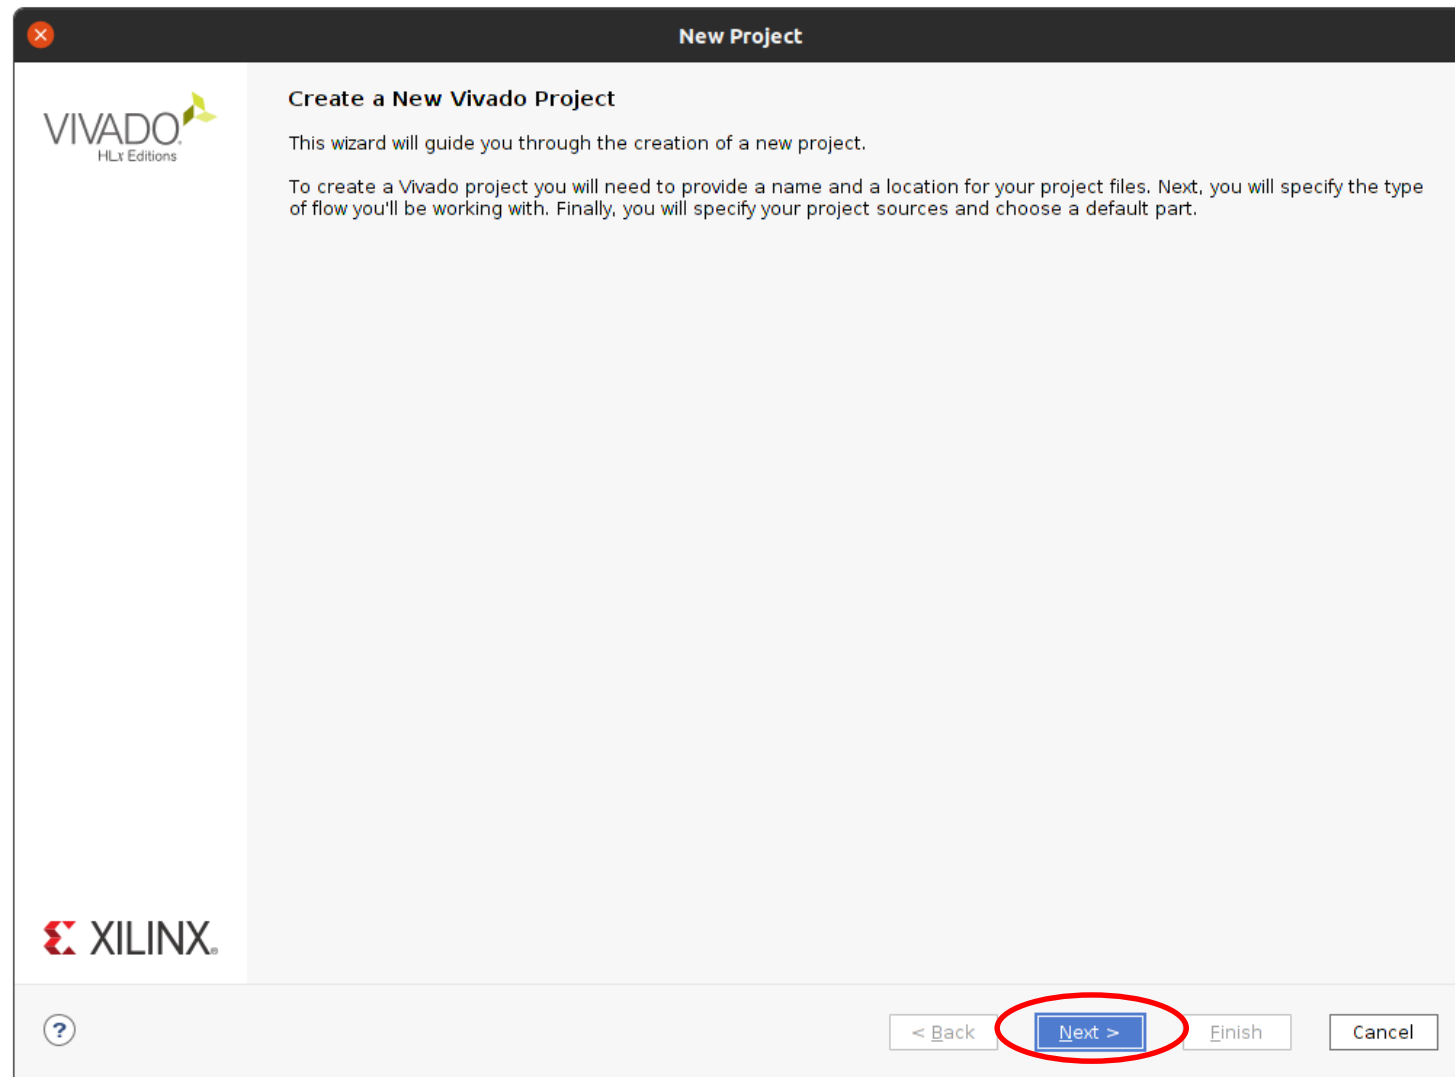 New Project
VIVADO.
HLx Editions
Create a New Vivado Project
This wizard will guide you through the creation of a new project.
To create a Vivado project you will need to provide a name and a location for your project files. Next, you will specify the type
of flow you'll be working with. Finally, you will specify your project sources and choose a default part.
XILINX®
?
< Back
Next >
Finish
Cancel